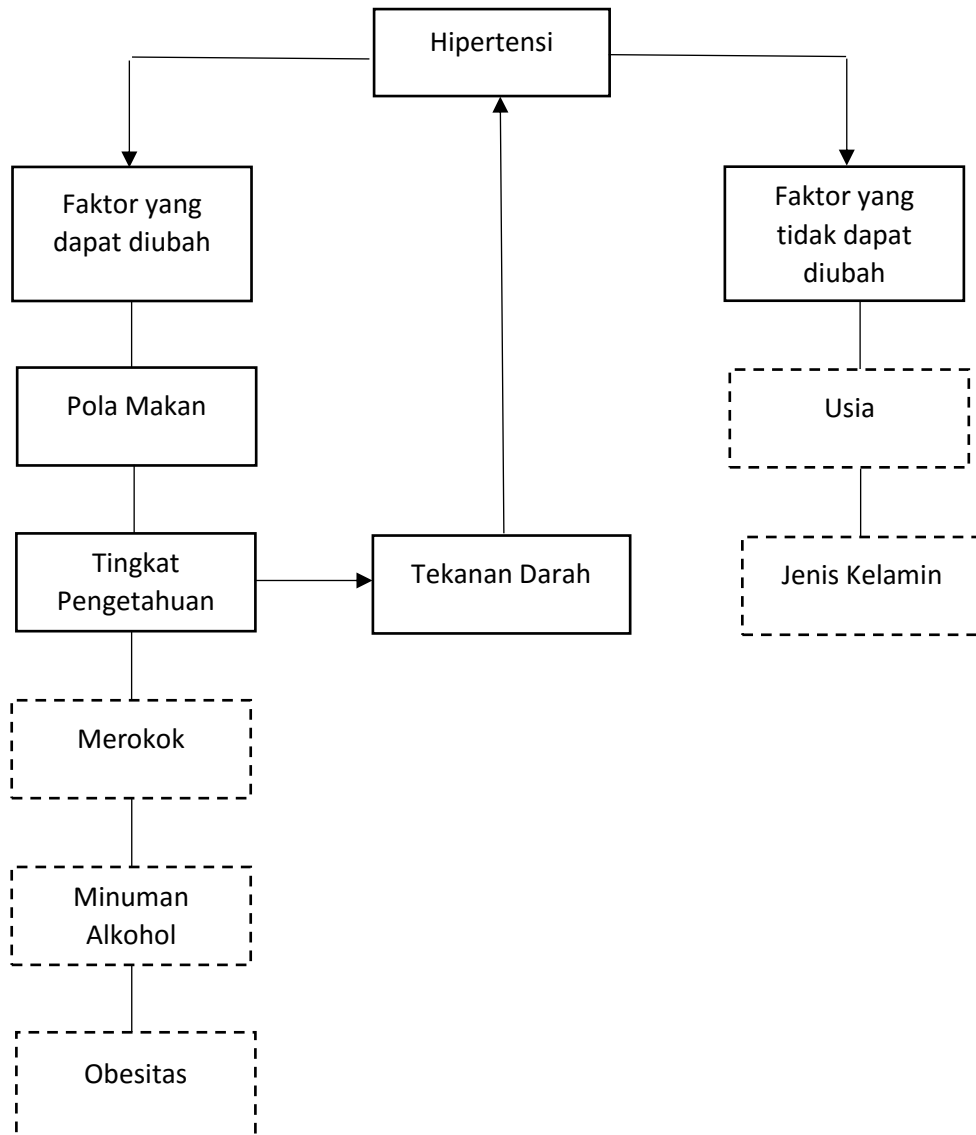 Hipertensi
Faktor yang
dapat diubah
Faktor yang
tidak dapat
diubah
Pola Makan
Usia
Tingkat
Pengetahuan
Tekanan Darah
Jenis Kelamin
Merokok
Minuman
Alkohol
Obesitas